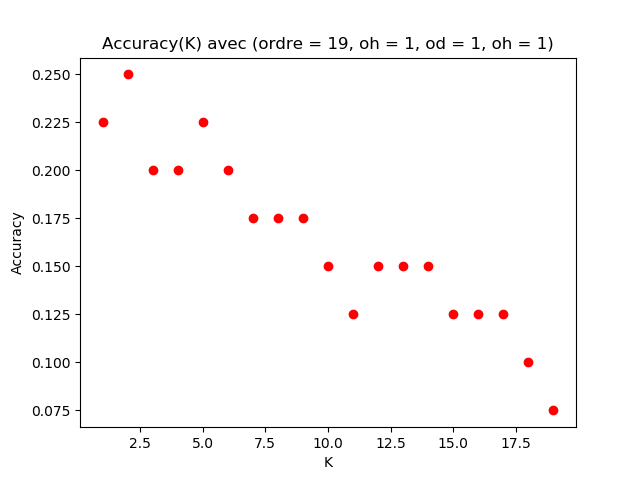 Accuracy(K) avec (ordre = 19, oh = 1, od = 1, oh = 1)
0.250
0.225
0.200
0.175
0.150
0.125
0.100
0.075
Accuracy
2.5 5.0 7.5 10.0 12.5 15.0 17.5
K